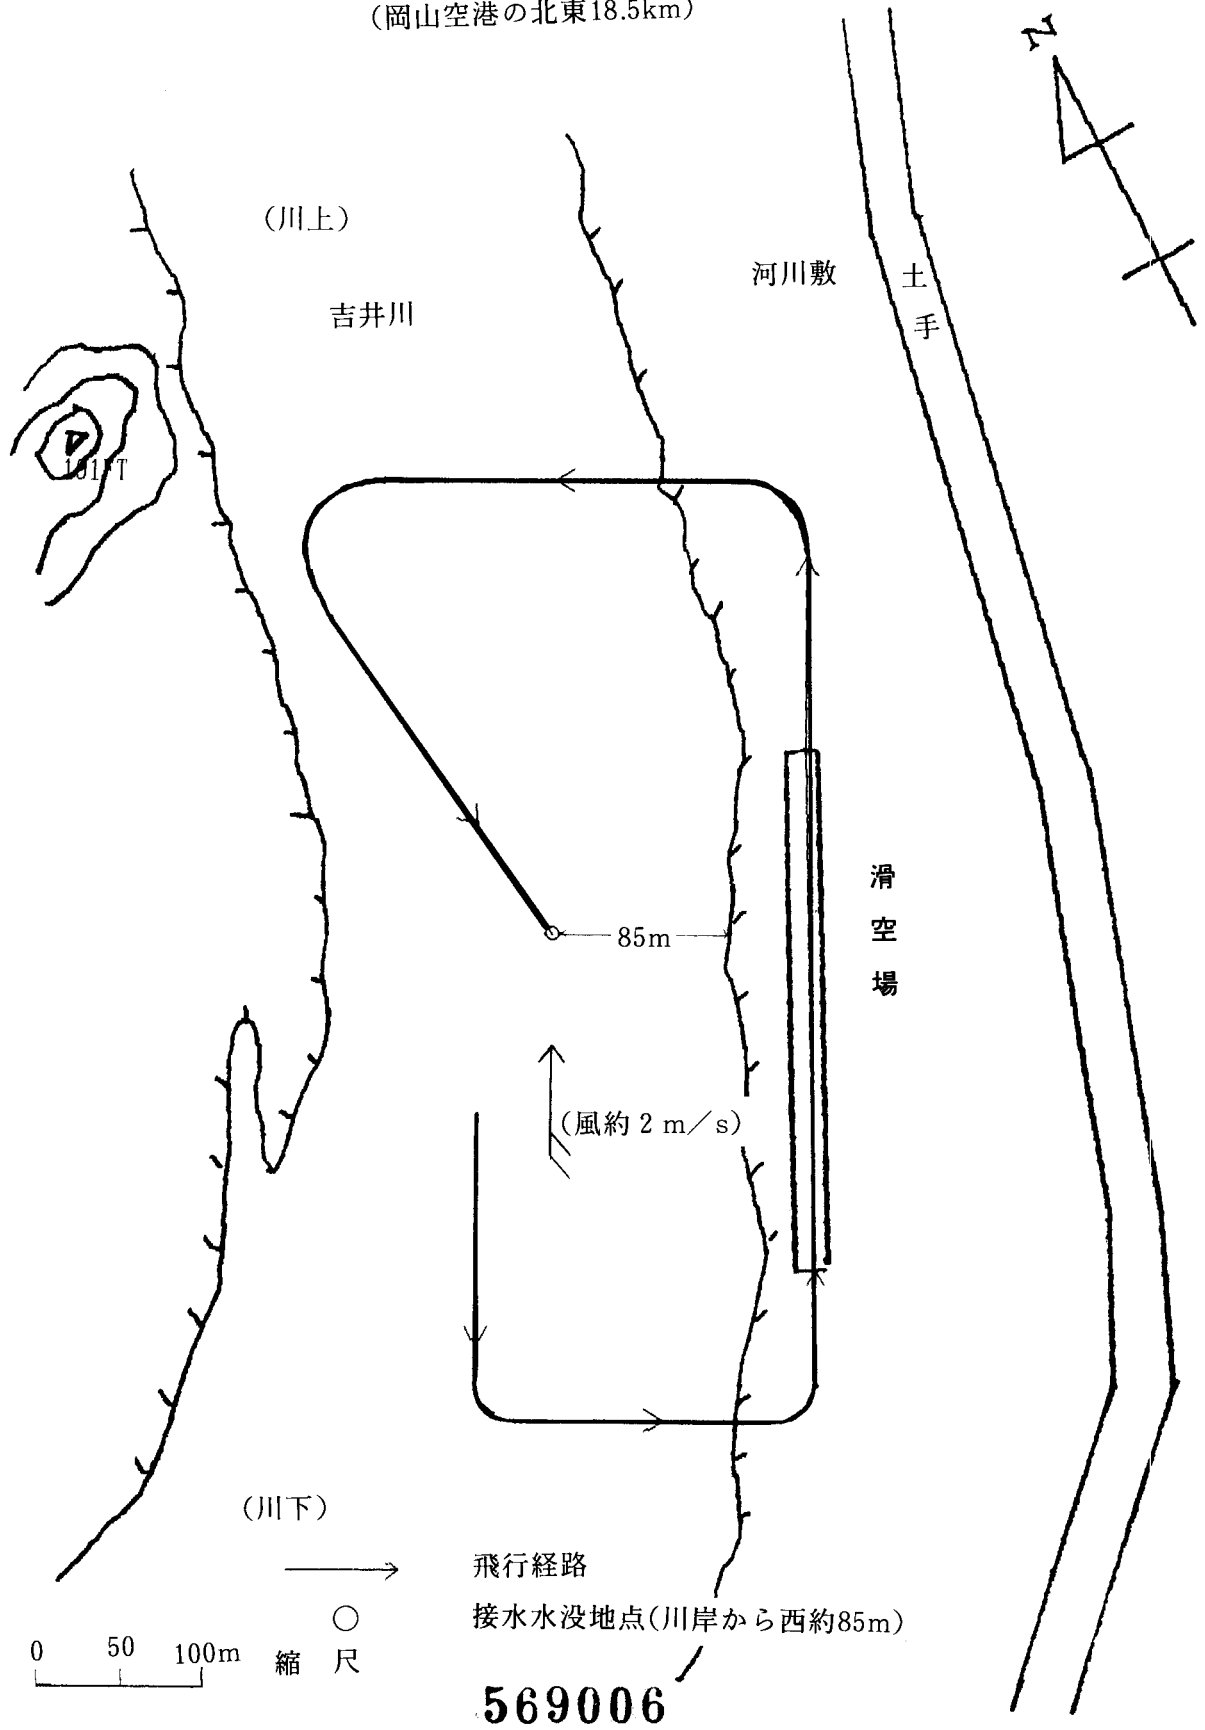 (岡山空港の北東18.5km)
N
(川上)
河川敷
土手
吉井川
滑空場
85m
(風約2m/s)
(川下)
飛行経路
接水水没地点(川岸から西約85m)
0 50 100m 縮尺
569006